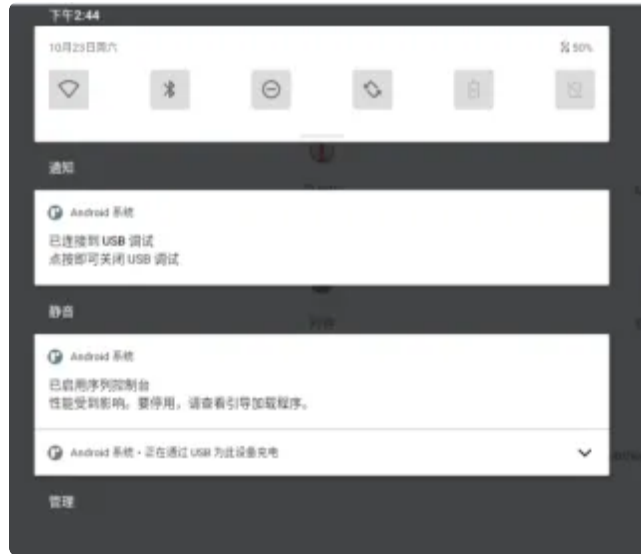 下午2:44
10月23日周六
50%
通知
Android 系统
已连接到 USB 调试
点按即可关闭 USB 调试
静音
Android 系统
已启用序列控制台
性能受到影响。要停用，请查看引导加载程序。
Android 系统 · 正在通过 USB 为此设备充电
管理